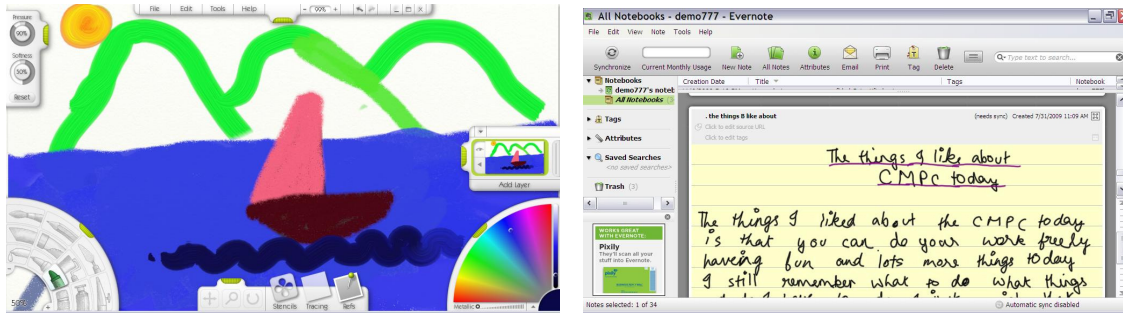 File Edit Tools Help - 99% +
Pressure
90%
Softness
50%
Reset
Add Layer
50%
Stencils Tracing Refs
Metallic
All Notebooks - demo777 - Evernote
File Edit View Note Tools Help
Synchronize Current Monthly Usage New Note All Notes Attributes Email Print Tag Delete
Type to search...
Notebooks
demo777's noteb
All Notebooks
Creation Date Title Tags Notebook
Tags
Attributes
Saved Searches
<no saved searches>
Trash (3)
. the things B like about
(needs sync) Created 7/31/2009 11:09 AM
Click to edit source URL
Click to edit tags
The things I like about
CMPC today
The things I liked about the CMPC today
is that you can do your work freely
having fun and lots more things today
I still remember what to do what things
WORKS GREAT
WITH EVERNOTE:
Pixily
They'll scan all your
stuff into Evernote.
Notes selected: 1 of 34
Automatic sync disabled